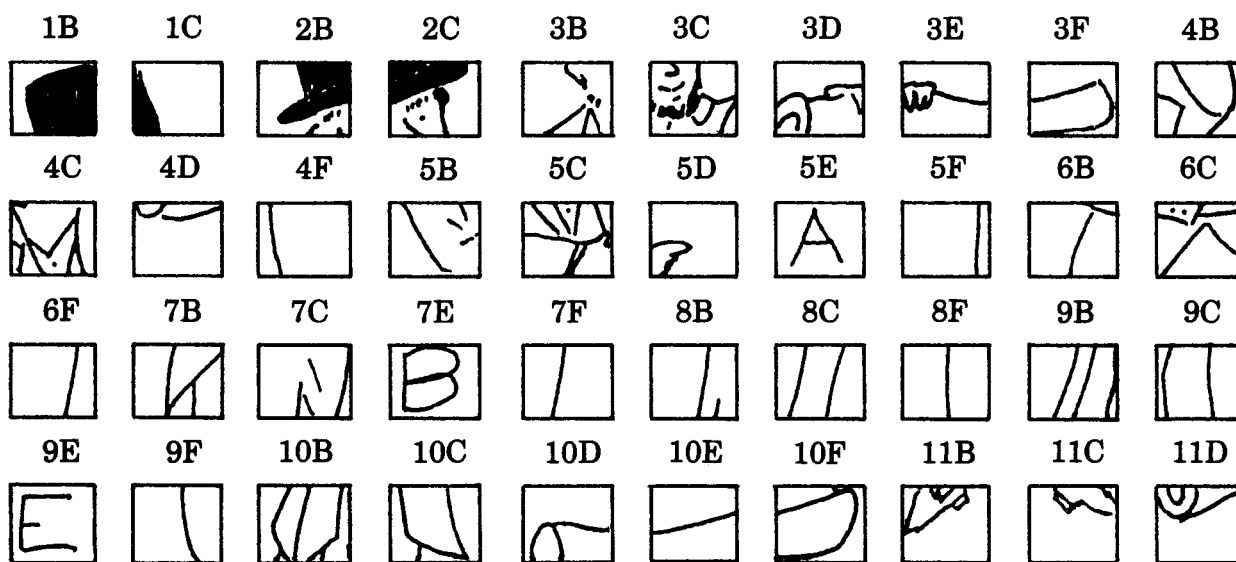 1B 1C 2B 2C 3B 3C 3D 3E 3F 4B
4C 4D 4F 5B 5C 5D 5E 5F 6B 6C
A
6F 7B 7C 7E 7F 8B 8C 8F 9B 9C
B
9E 9F 10B 10C 10D 10E 10F 11B 11C 11D
E